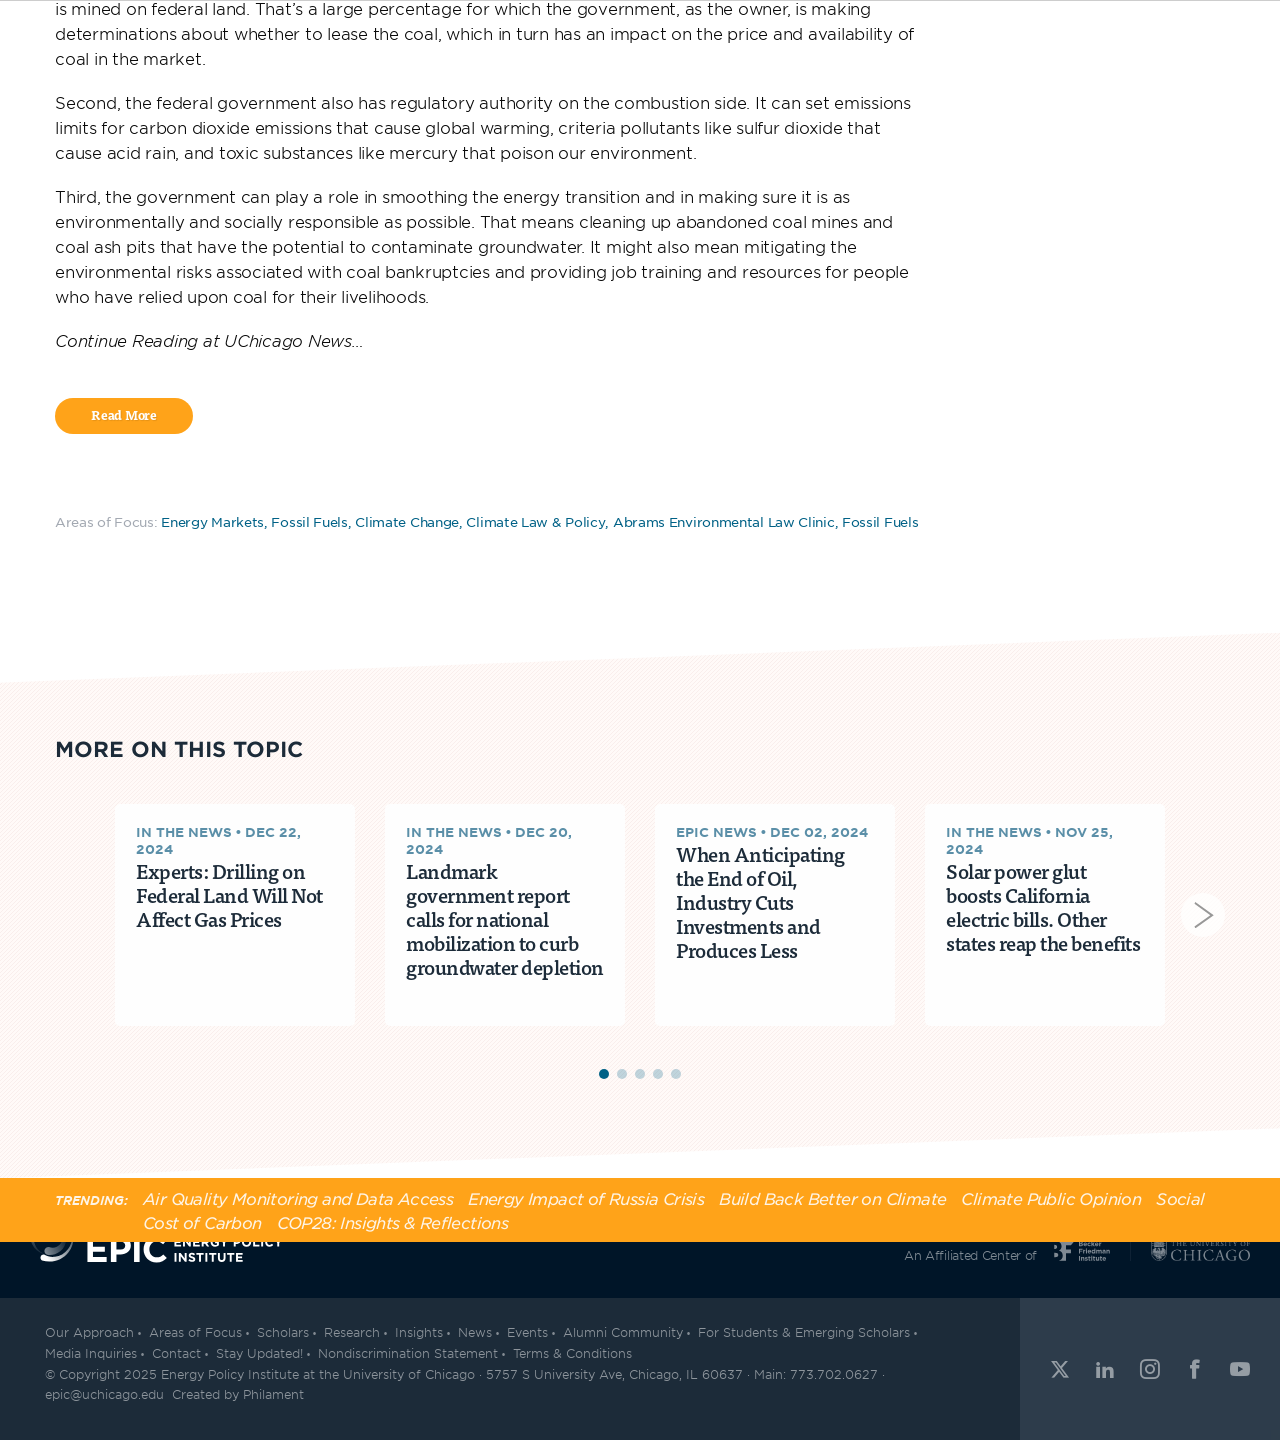 is mined on federal land. That's a large percentage for which the government, as the owner, is making
determinations about whether to lease the coal, which in turn has an impact on the price and availability of
coal in the market.
Second, the federal government also has regulatory authority on the combustion side. It can set emissions
limits for carbon dioxide emissions that cause global warming, criteria pollutants like sulfur dioxide that
cause acid rain, and toxic substances like mercury that poison our environment.
Third, the government can play a role in smoothing the energy transition and in making sure it is as
environmentally and socially responsible as possible. That means cleaning up abandoned coal mines and
coal ash pits that have the potential to contaminate groundwater. It might also mean mitigating the
environmental risks associated with coal bankruptcies and providing job training and resources for people
who have relied upon coal for their livelihoods.
Continue Reading at UChicago News…
Read More
Areas of Focus: Energy Markets, Fossil Fuels, Climate Change, Climate Law & Policy, Abrams Environmental Law Clinic, Fossil Fuels
MORE ON THIS TOPIC
IN THE NEWS • DEC 22,
2024
Experts: Drilling on
Federal Land Will Not
Affect Gas Prices
IN THE NEWS • DEC 20,
2024
Landmark
government report
calls for national
mobilization to curb
groundwater depletion
EPIC NEWS • DEC 02, 2024
When Anticipating
the End of Oil,
Industry Cuts
Investments and
Produces Less
IN THE NEWS • NOV 25,
2024
Solar power glut
boosts California
electric bills. Other
states reap the benefits
TRENDING: Air Quality Monitoring and Data Access Energy Impact of Russia Crisis Build Back Better on Climate Climate Public Opinion Social
Cost of Carbon COP28: Insights & Reflections
EPIC ENERGY POLICY
INSTITUTE
An Affiliated Center of
Becker
Friedman
Institute
THE UNIVERSITY OF
CHICAGO
Our Approach • Areas of Focus • Scholars • Research • Insights • News • Events • Alumni Community • For Students & Emerging Scholars •
Media Inquiries • Contact • Stay Updated! • Nondiscrimination Statement • Terms & Conditions
© Copyright 2025 Energy Policy Institute at the University of Chicago · 5757 S University Ave, Chicago, IL 60637 · Main: 773.702.0627 ·
epic@uchicago.edu Created by Philament